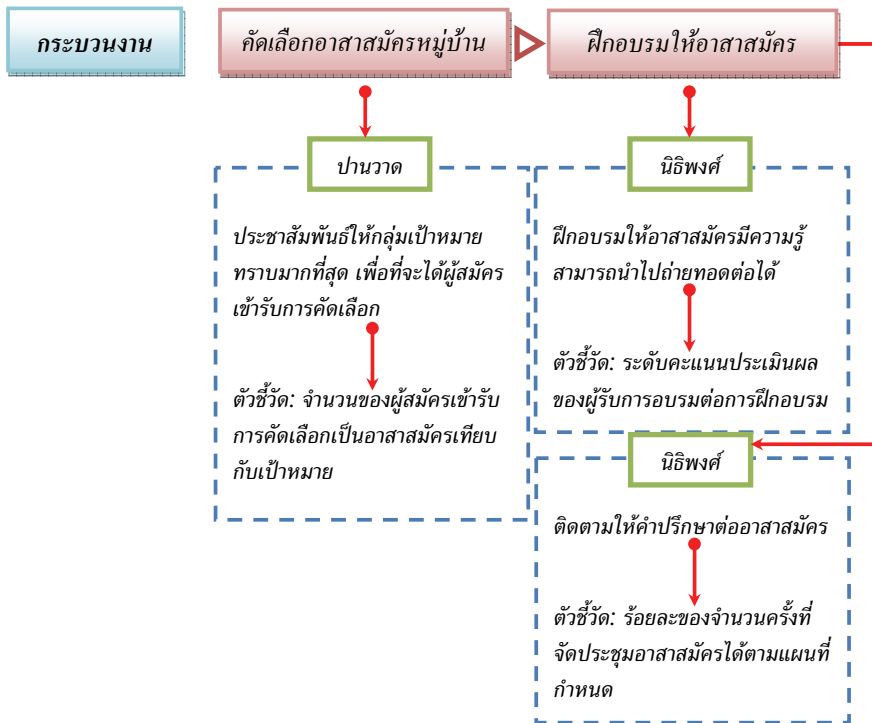 กระบวนงาน
คัดเลือกอาสาสมัครหมู่บ้าน
ฝึกอบรมให้อาสาสมัคร
ปานวาด
ประชาสัมพันธ์ให้กลุ่มเป้าหมาย
ทราบมากที่สุด เพื่อที่จะได้ผู้สมัคร
เข้ารับการคัดเลือก
ตัวชี้วัด: จำนวนของผู้สมัครเข้ารับ
การคัดเลือกเป็นอาสาสมัครเทียบ
กับเป้าหมาย
นิธิพงศ์
ฝึกอบรมให้อาสาสมัครมีความรู้
สามารถนำไปถ่ายทอดต่อได้
ตัวชี้วัด: ระดับคะแนนประเมินผล
ของผู้รับการอบรมต่อการฝึกอบรม
นิธิพงศ์
ติดตามให้คำปรึกษาต่ออาสาสมัคร
ตัวชี้วัด: ร้อยละของจำนวนครั้งที่
จัดประชุมอาสาสมัครได้ตามแผนที่
กำหนด